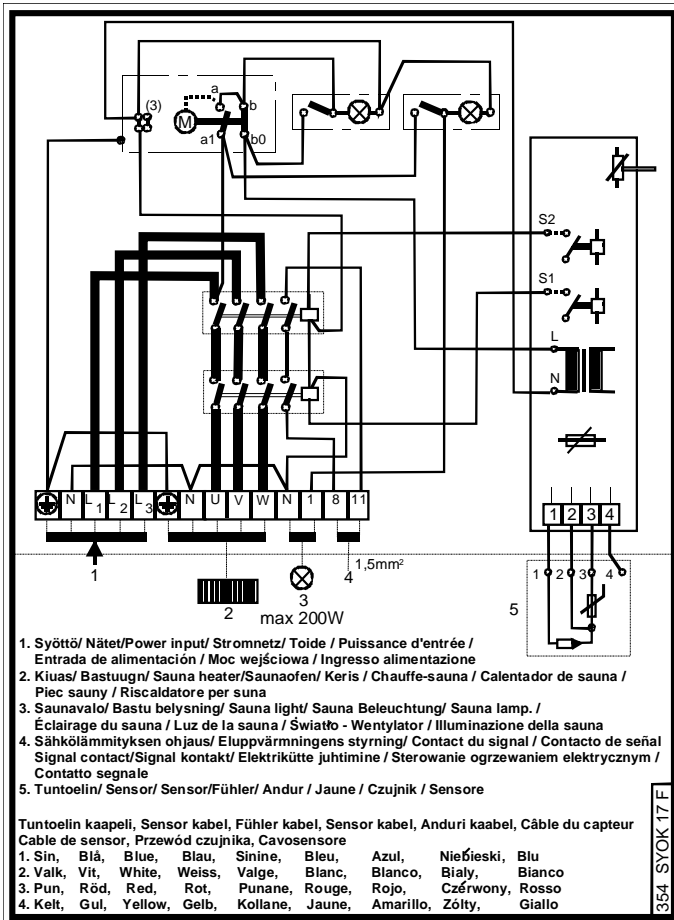 (3)
a
b
M
a1
b0
S2
S1
L
N
N L1 L2 L3 N U V W N 1 8 11
1 2 3 4
1,5mm²
1
2
3
4
max 200W
1 2 3 4
5
1. Syöttö/ Nätet/Power input/ Stromnetz/ Toide / Puissance d'entrée /
Entrada de alimentación / Moc wejściowa / Ingresso alimentazione
2. Kiuas/ Bastuugn/ Sauna heater/Saunaofen/ Keris / Chauffe-sauna / Calentador de sauna /
Piec sauny / Riscaldatore per suna
3. Saunavalo/ Bastu belysning/ Sauna light/ Sauna Beleuchtung/ Sauna lamp. /
Éclairage du sauna / Luz de la sauna / Światło - Wentylator / Illuminazione della sauna
4. Sähkölämmityksen ohjaus/ Eluppvärmningens styrning/ Contact du signal / Contacto de señal
Signal contact/Signal kontakt/ Elektrikütte juhtimine / Sterowanie ogrzewaniem elektrycznym /
Contatto segnale
5. Tuntoelin/ Sensor/ Sensor/Fühler/ Andur / Jaune / Czujnik / Sensore
Tuntoelin kaapeli, Sensor kabel, Fühler kabel, Sensor kabel, Anduri kaabel, Câble du capteur
Cable de sensor, Przewód czujnika, Cavosensore
1. Sin, Blå, Blue, Blau, Sinine, Bleu, Azul, Niebieski, Blu
2. Valk, Vit, White, Weiss, Valge, Blanc, Blanco, Bialy, Bianco
3. Pun, Röd, Red, Rot, Punane, Rouge, Rojo, Czerwony, Rosso
4. Kelt, Gul, Yellow, Gelb, Kollane, Jaune, Amarillo, Zólty, Giallo
354 SYOK 17 F